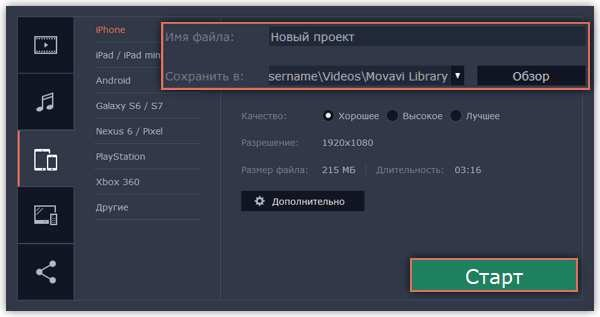 iPhone
iPad / iPad min
Android
Galaxy S6 / S7
Nexus 6 / Pixel
PlayStation
Xbox 360
Другие
Имя файла: Новый проект
Сохранить в: sername\Videos\Movavi Library Обзор
Качество: Хорошее Высокое Лучшее
Разрешение: 1920x1080
Размер файла: 215 МБ Длительность: 03:16
Дополнительно
Старт